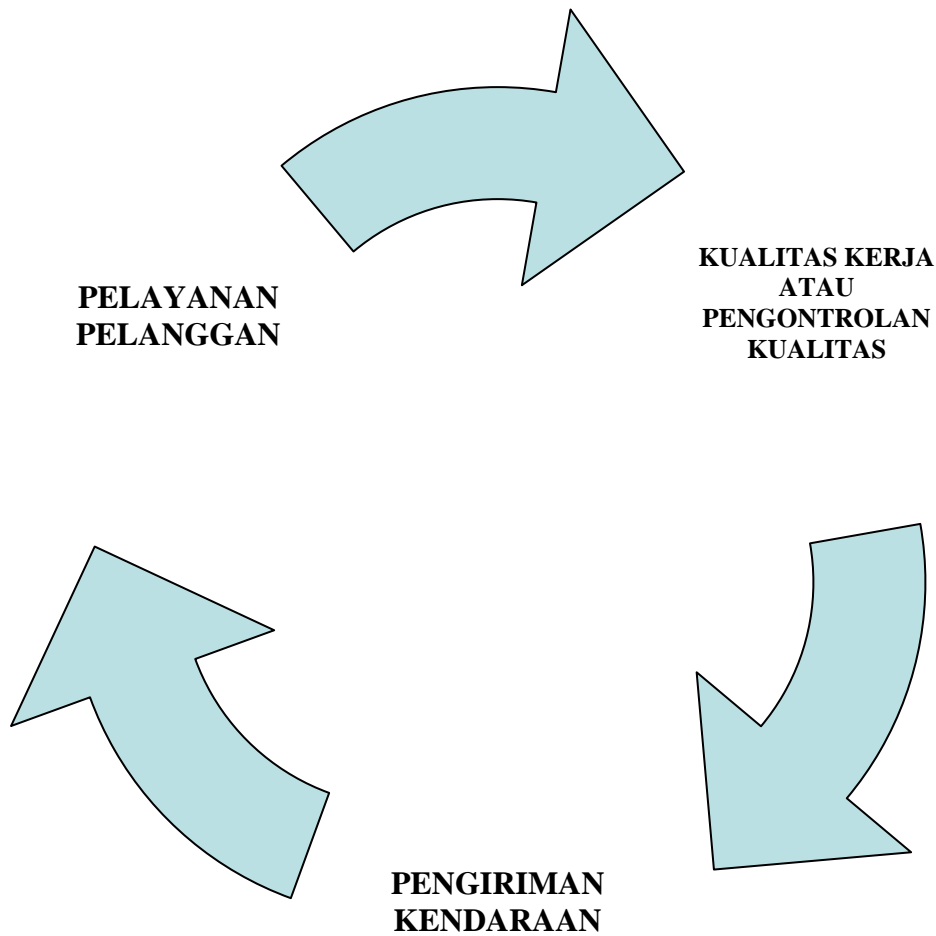 PELAYANAN
PELANGGAN
KUALITAS KERJA
ATAU
PENGONTROLAN
KUALITAS
PENGIRIMAN
KENDARAAN